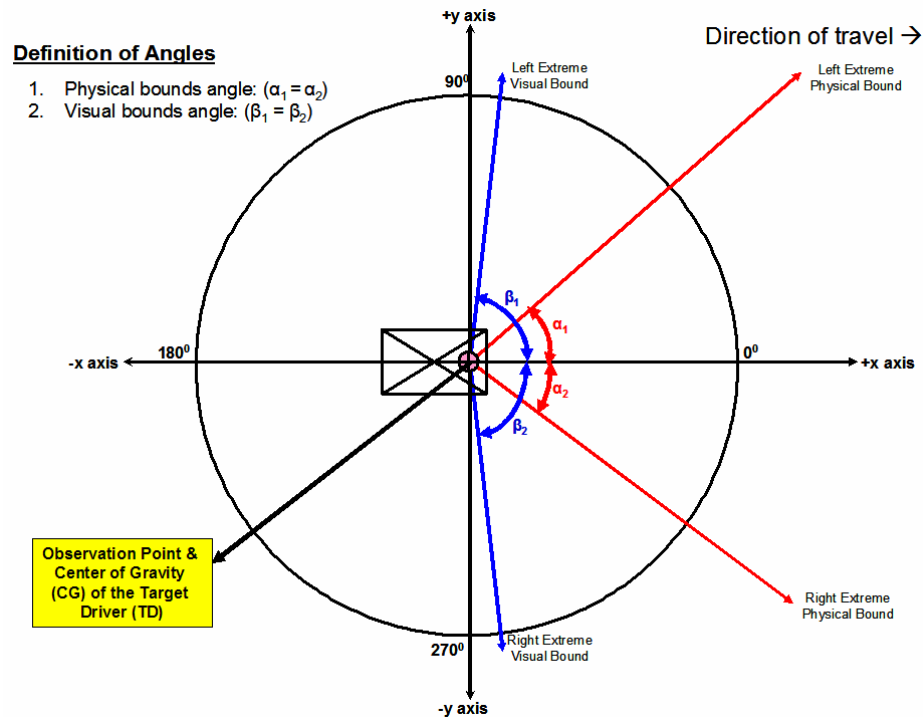 +y axis
Direction of travel →
Definition of Angles
1. Physical bounds angle: (α₁ = α₂)
2. Visual bounds angle: (β₁ = β₂)
90⁰
Left Extreme
Visual Bound
Left Extreme
Physical Bound
β₁
α₁
180⁰
0⁰
-x axis
+x axis
α₂
β₂
Observation Point &
Center of Gravity
(CG) of the Target
Driver (TD)
Right Extreme
Physical Bound
270⁰
Right Extreme
Visual Bound
-y axis